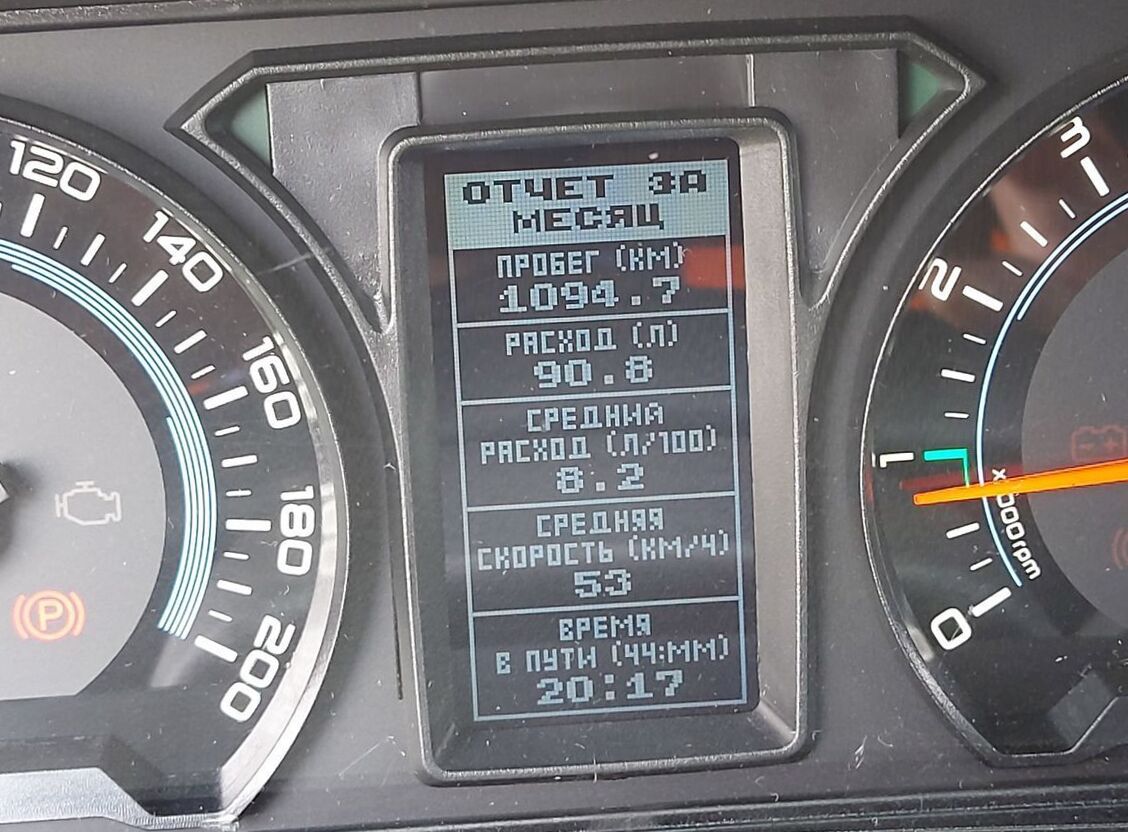 120
140
160
180
200
ОТЧЕТ ЗА
МЕСЯЦ
ПРОБЕГ (КМ)
1094.7
РАСХОД (Л)
90.8
СРЕДНИЙ
РАСХОД (Л/100)
8.2
СРЕДНЯЯ
СКОРОСТЬ (КМ/Ч)
53
ВРЕМЯ
В ПУТИ (ЧЧ:ММ)
20:17
3
2
1
0
x1000rpm
P